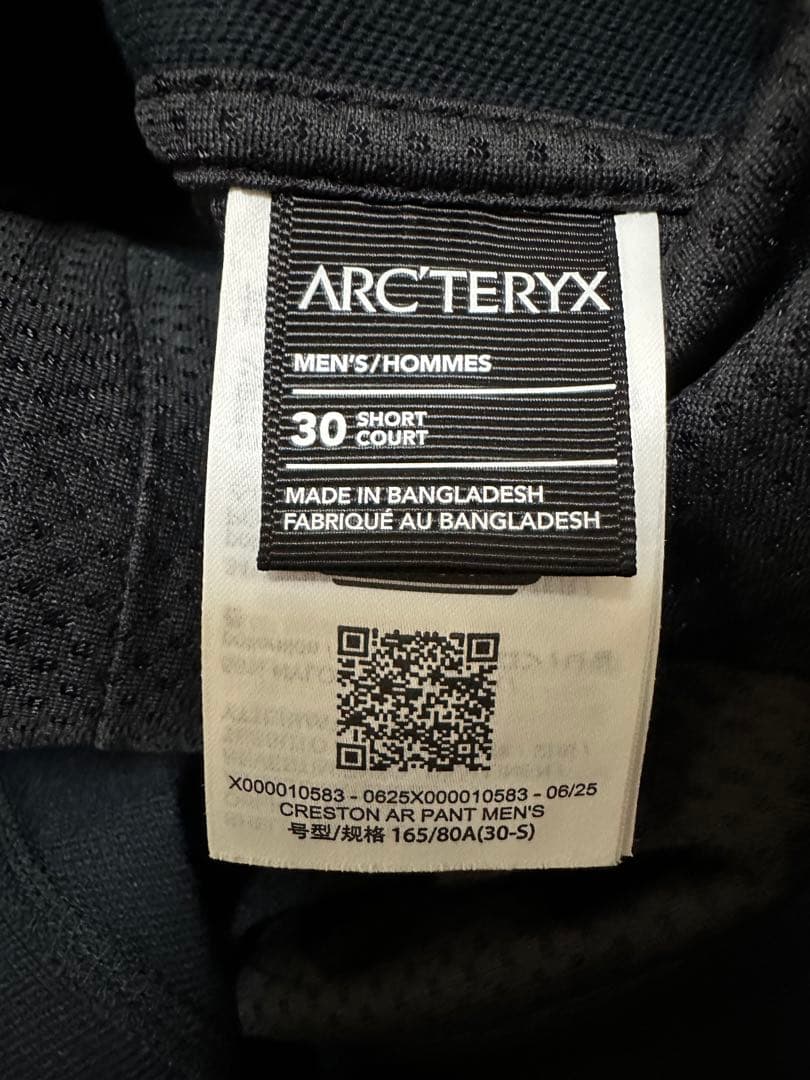 ARC'TERYX
MEN'S/HOMMES
30 SHORT
COURT
MADE IN BANGLADESH
FABRIQUÉ AU BANGLADESH
X000010583 - 0625X000010583 - 06/25
CRESTON AR PANT MEN'S
号型/规格 165/80A(30-S)